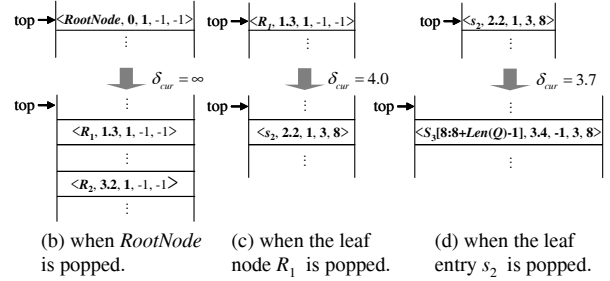 top <RootNode, 0, 1, -1, -1>
⋮
δcur = ∞
top
⋮
<R1, 1.3, 1, -1, -1>
⋮
<R2, 3.2, 1, -1, -1>
⋮
(b) when RootNode
is popped.
top <R1, 1.3, 1, -1, -1>
⋮
δcur = 4.0
top
⋮
<s2, 2.2, 1, 3, 8>
⋮
(c) when the leaf
node R1 is popped.
top <s2, 2.2, 1, 3, 8>
⋮
δcur = 3.7
top
⋮
<S3[8:8+Len(Q)-1], 3.4, -1, 3, 8>
⋮
(d) when the leaf
entry s2 is popped.